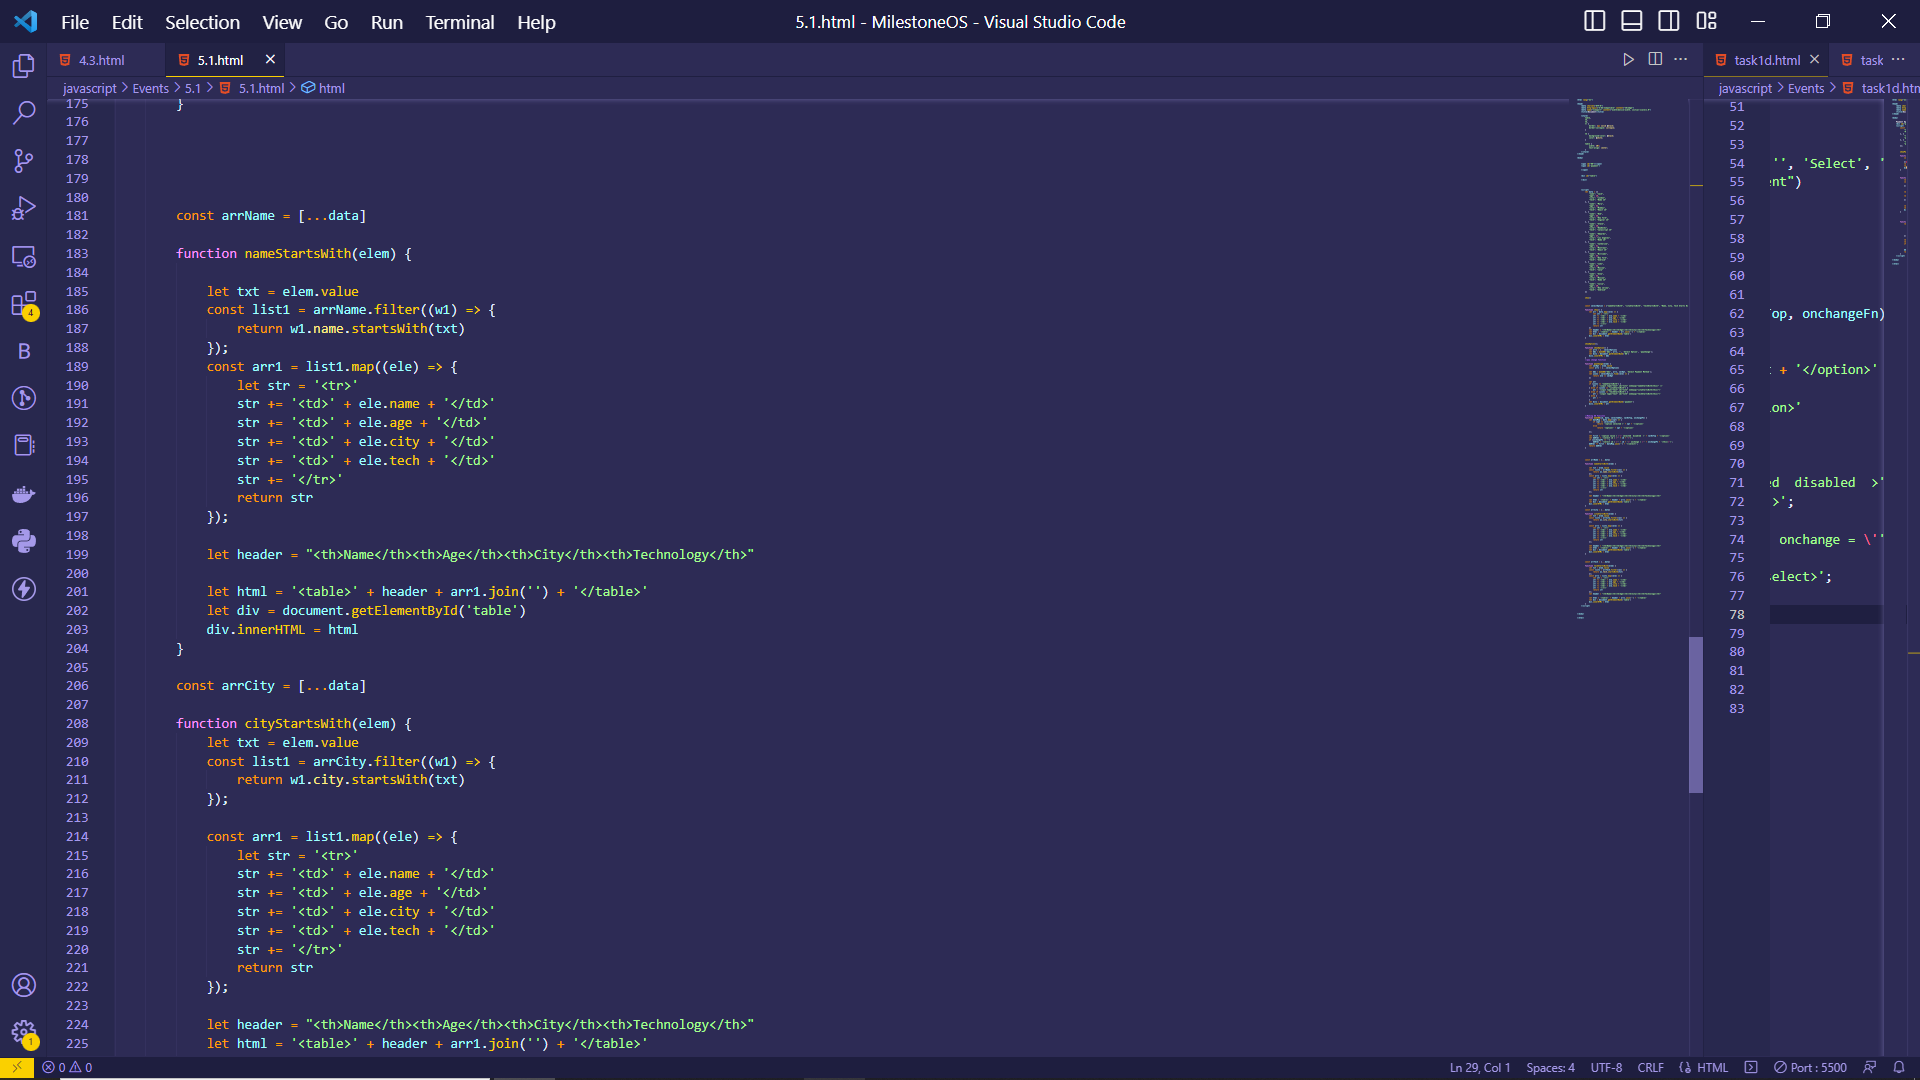 File Edit Selection View Go Run Terminal Help
5.1.html - MilestoneOS - Visual Studio Code
4.3.html
5.1.html
javascript > Events > 5.1 > 5.1.html > html
175 }
176
177
178
179
180
181 const arrName = [...data]
182
183 function nameStartsWith(elem) {
184
185 let txt = elem.value
186 const list1 = arrName.filter((w1) => {
187 return w1.name.startsWith(txt)
188 });
189 const arr1 = list1.map((ele) => {
190 let str = '<tr>'
191 str += '<td>' + ele.name + '</td>'
192 str += '<td>' + ele.age + '</td>'
193 str += '<td>' + ele.city + '</td>'
194 str += '<td>' + ele.tech + '</td>'
195 str += '</tr>'
196 return str
197 });
198
199 let header = "<th>Name</th><th>Age</th><th>City</th><th>Technology</th>"
200
201 let html = '<table>' + header + arr1.join('') + '</table>'
202 let div = document.getElementById('table')
203 div.innerHTML = html
204 }
205
206 const arrCity = [...data]
207
208 function cityStartsWith(elem) {
209 let txt = elem.value
210 const list1 = arrCity.filter((w1) => {
211 return w1.city.startsWith(txt)
212 });
213
214 const arr1 = list1.map((ele) => {
215 let str = '<tr>'
216 str += '<td>' + ele.name + '</td>'
217 str += '<td>' + ele.age + '</td>'
218 str += '<td>' + ele.city + '</td>'
219 str += '<td>' + ele.tech + '</td>'
220 str += '</tr>'
221 return str
222 });
223
224 let header = "<th>Name</th><th>Age</th><th>City</th><th>Technology</th>"
225 let html = '<table>' + header + arr1.join('') + '</table>'
task1d.html
task
javascript > Events > task1d.htm
51
52
53
54 '', 'Select', '
55 ent")
56
57
58
59
60
61
62 op, onchangeFn)
63
64
65 + '</option>'
66
67 on>'
68
69
70
71 ed disabled >'
72 >';
73
74 onchange = \'
75
76 select>';
77
78
79
80
81
82
83
4
1
0 0
Ln 29, Col 1 Spaces: 4 UTF-8 CRLF HTML Port : 5500